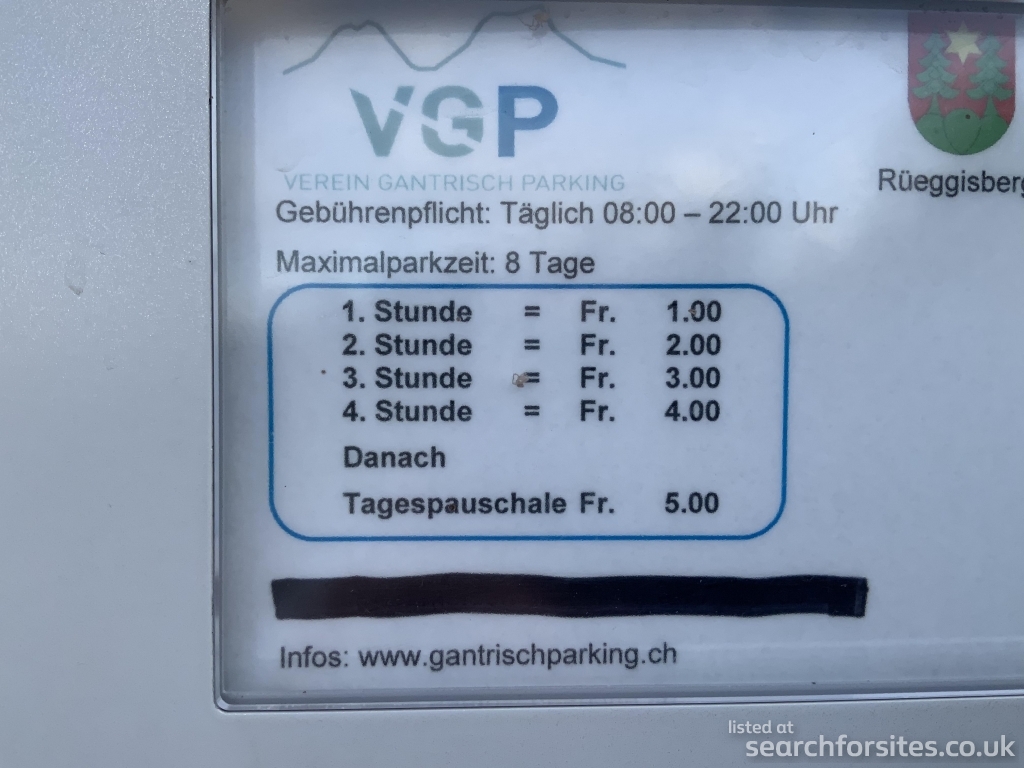 VGP
VEREIN GANTRISCH PARKING
Rüeggisberg
Gebührenpflicht: Täglich 08:00 – 22:00 Uhr
Maximalparkzeit: 8 Tage
1. Stunde = Fr. 1.00
2. Stunde = Fr. 2.00
3. Stunde = Fr. 3.00
4. Stunde = Fr. 4.00
Danach
Tagespauschale Fr. 5.00
Infos: www.gantrischparking.ch
listed at
searchforsites.co.uk